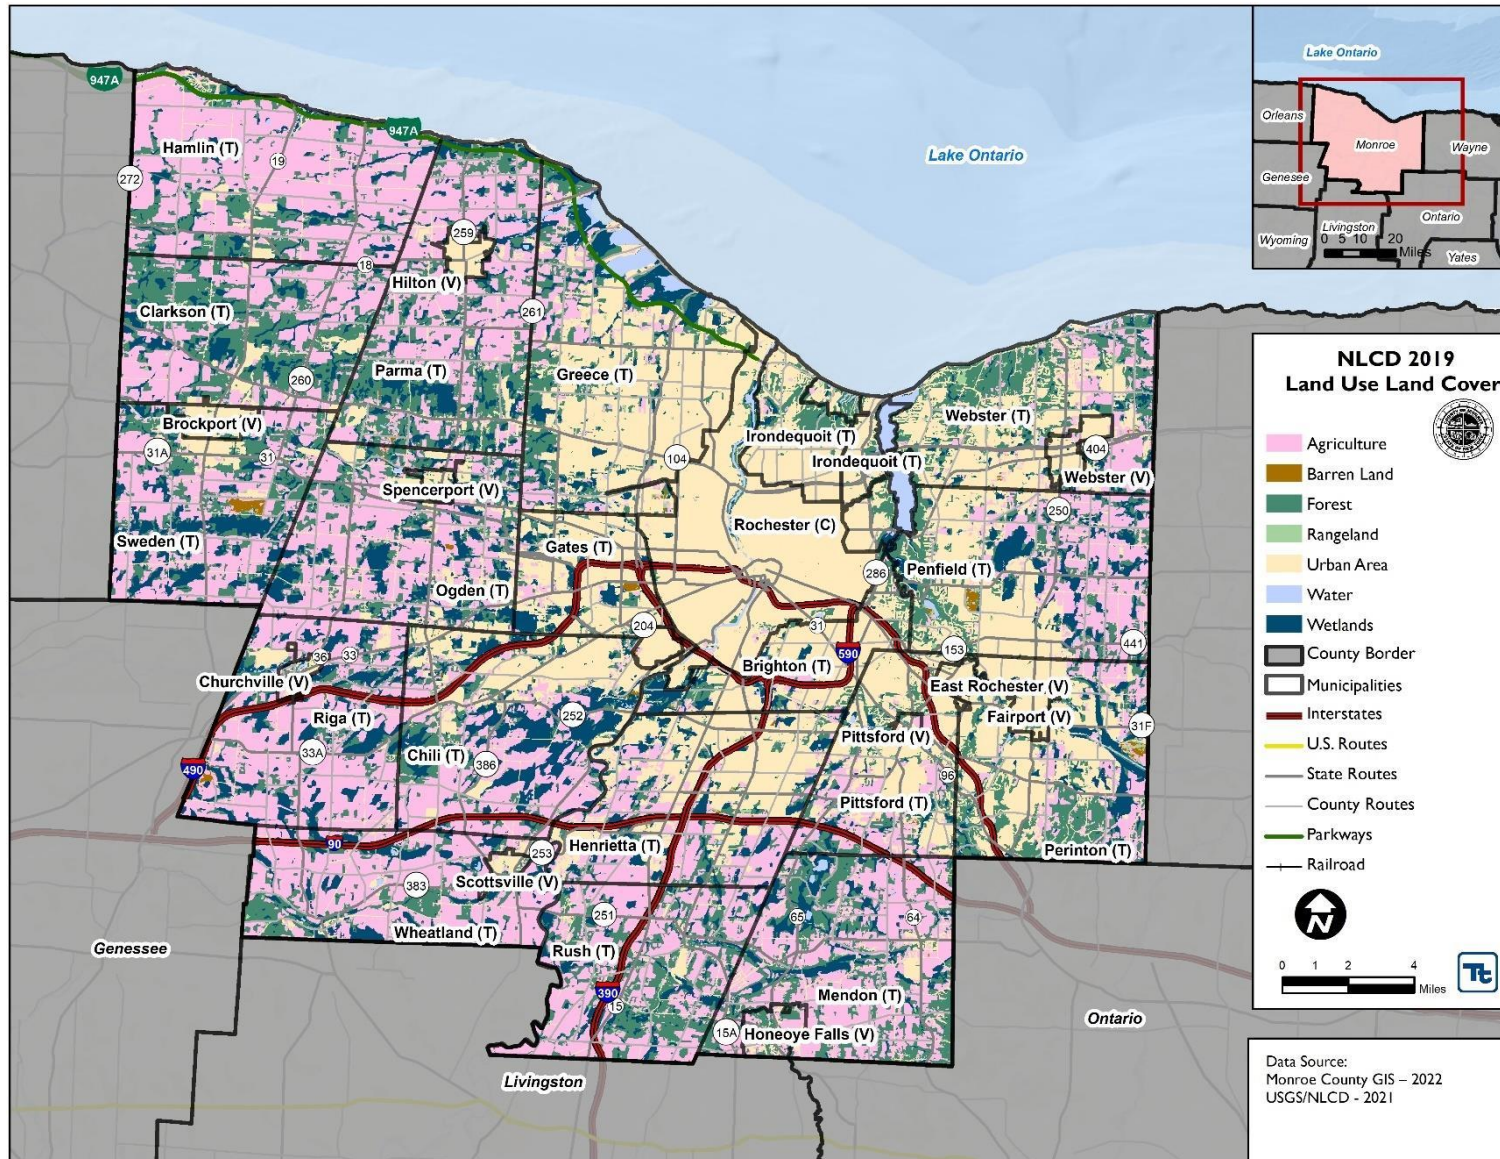 947A
947A
Hamlin (T)
19
272
Lake Ontario
259
18
Hilton (V)
Clarkson (T)
261
260
Parma (T)
Greece (T)
Brockport (V)
31A
31
104
Irondequoit (T)
Irondequoit (T)
Webster (T)
404
Webster (V)
Spencerport (V)
250
Rochester (C)
Sweden (T)
Gates (T)
286
Penfield (T)
Ogden (T)
204
31
590
153
441
36
33
Brighton (T)
Churchville (V)
East Rochester (V)
Riga (T)
252
Fairport (V)
31F
33A
Chili (T)
386
Pittsford (V)
490
96
Pittsford (T)
90
253
Henrietta (T)
Perinton (T)
383
Scottsville (V)
251
65
64
Wheatland (T)
Genessee
Rush (T)
390
15
Mendon (T)
15A
Honeoye Falls (V)
Ontario
Livingston
Lake Ontario
Orleans
Monroe
Wayne
Genesee
Ontario
Livingston
Wyoming
0 5 10 20
Miles
Yates
NLCD 2019
Land Use Land Cover
Agriculture
Barren Land
Forest
Rangeland
Urban Area
Water
Wetlands
County Border
Municipalities
Interstates
U.S. Routes
State Routes
County Routes
Parkways
Railroad
N
0 1 2 4
Miles
Tt
Data Source:
Monroe County GIS – 2022
USGS/NLCD - 2021